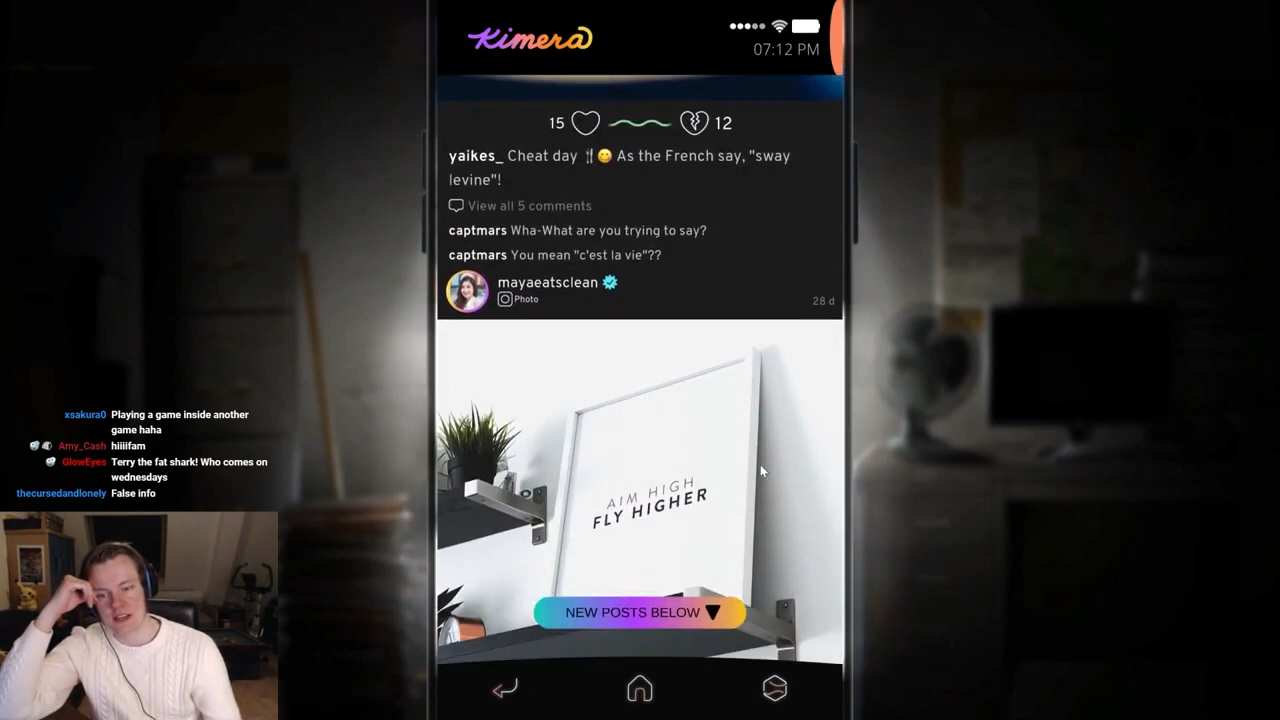 Kimera
07:12 PM
15
12
yaikes_ Cheat day As the French say, "sway
levine"!
View all 5 comments
captmars Wha-What are you trying to say?
captmars You mean "c'est la vie"??
mayaeatsclean
Photo
28 d
AIM HIGH
FLY HIGHER
NEW POSTS BELOW
xsakura0 Playing a game inside another
game haha
Amy_Cash hiiiifam
GlowEyes Terry the fat shark! Who comes on
wednesdays
thecursedandlonely False info